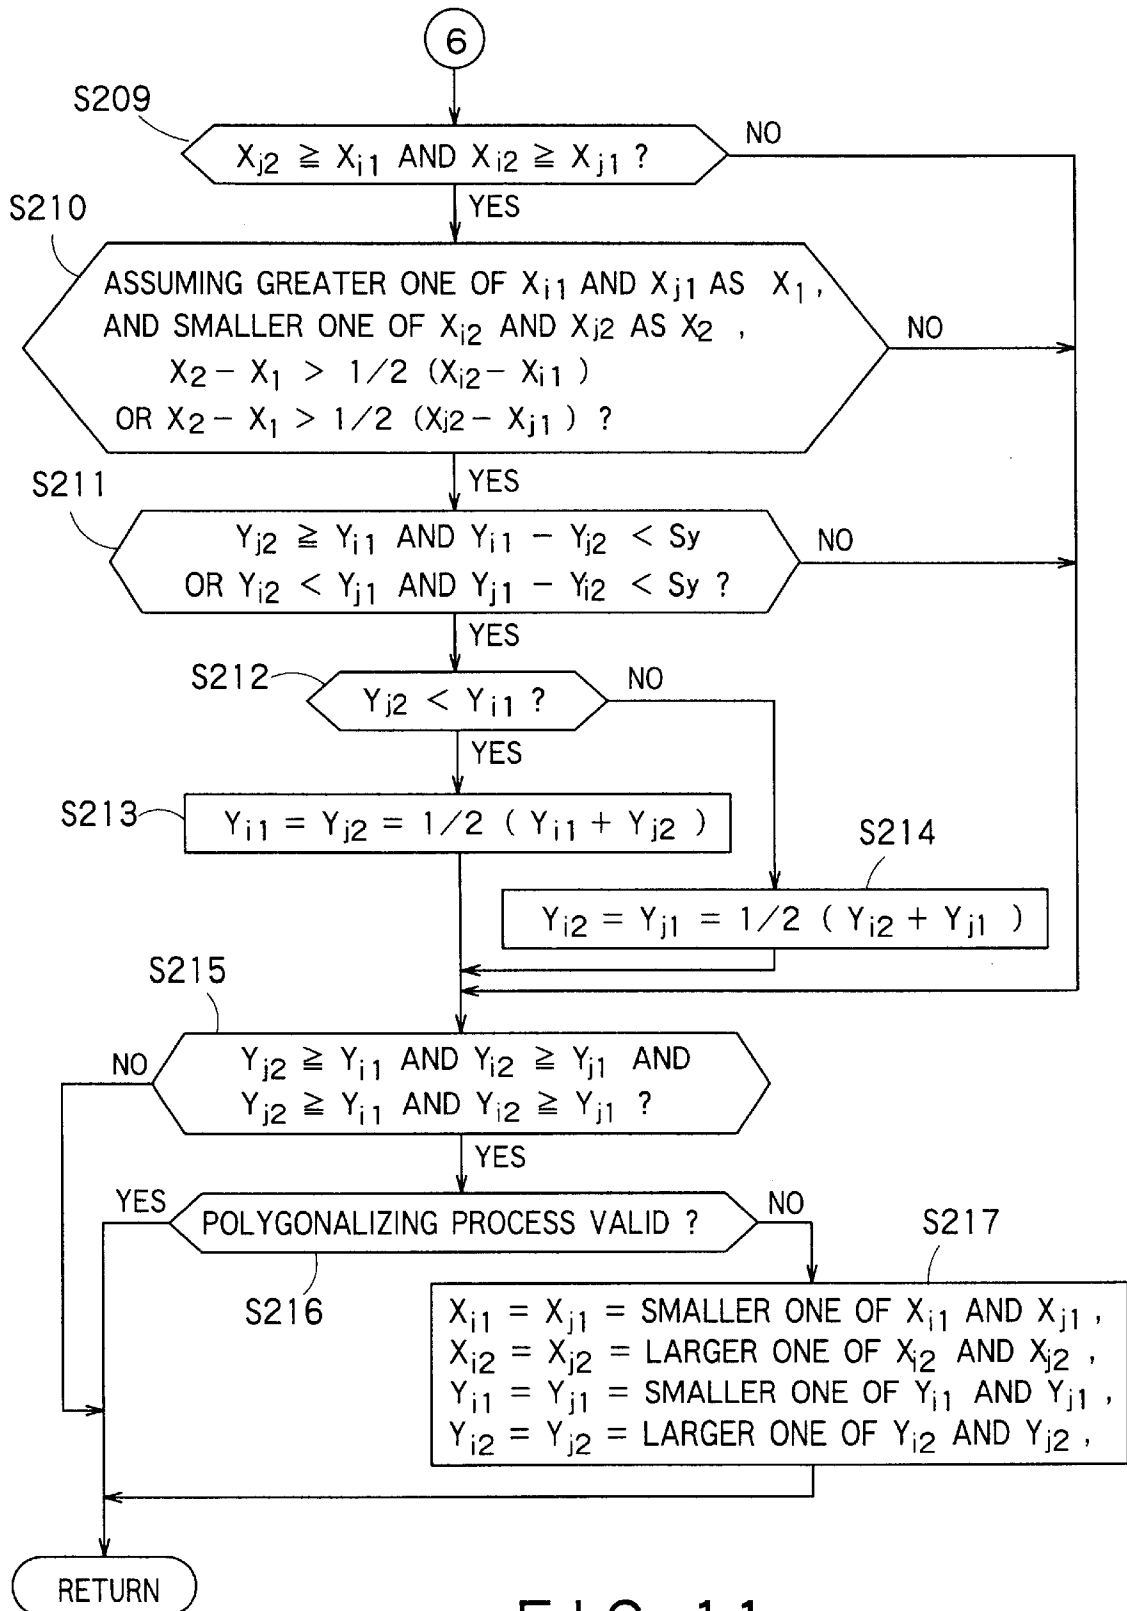 6
S209
Xj2 ≧ Xi1 AND Xi2 ≧ Xj1 ?
NO
YES
S210
ASSUMING GREATER ONE OF Xi1 AND Xj1 AS X1,
AND SMALLER ONE OF Xi2 AND Xj2 AS X2,
X2 – X1 > 1/2 (Xi2 – Xi1)
OR X2 – X1 > 1/2 (Xj2 – Xj1) ?
NO
YES
S211
Yj2 ≧ Yi1 AND Yi1 – Yj2 < Sy
OR Yi2 < Yj1 AND Yj1 – Yi2 < Sy ?
NO
YES
S212
Yj2 < Yi1 ?
NO
YES
S213
Yi1 = Yj2 = 1/2 ( Yi1 + Yj2 )
S214
Yi2 = Yj1 = 1/2 ( Yi2 + Yj1 )
S215
Yj2 ≧ Yi1 AND Yi2 ≧ Yj1 AND
Yj2 ≧ Yi1 AND Yi2 ≧ Yj1 ?
NO
YES
POLYGONALIZING PROCESS VALID ?
YES
NO
S216
S217
Xi1 = Xj1 = SMALLER ONE OF Xi1 AND Xj1,
Xi2 = Xj2 = LARGER ONE OF Xi2 AND Xj2,
Yi1 = Yj1 = SMALLER ONE OF Yi1 AND Yj1,
Yi2 = Yj2 = LARGER ONE OF Yi2 AND Yj2,
RETURN
FIG. 11